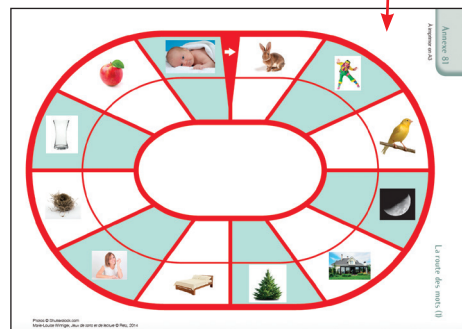 Annexe 81
À imprimer en A3
La route des mots (1)
Photos © Shutterstock.com
Marie-Louise Winninger, Jeux de sons et de lecture © Retz, 2014